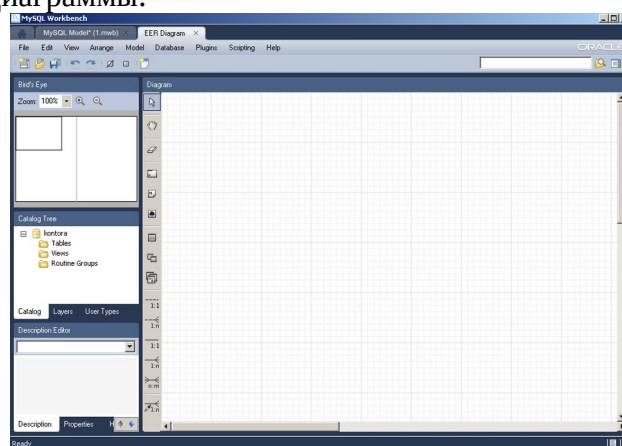 диаграммы.
MySQL Workbench
MySQL Model* (1.mwb) × EER Diagram ×
File Edit View Arrange Model Database Plugins Scripting Help
ORACLE
Bird's Eye
Diagram
Zoom: 100%
Catalog Tree
kontora
Tables
Views
Routine Groups
1:1
1:n
1:1
1:n
n:m
1:n
Catalog Layers User Types
Description Editor
Description Properties H
Ready